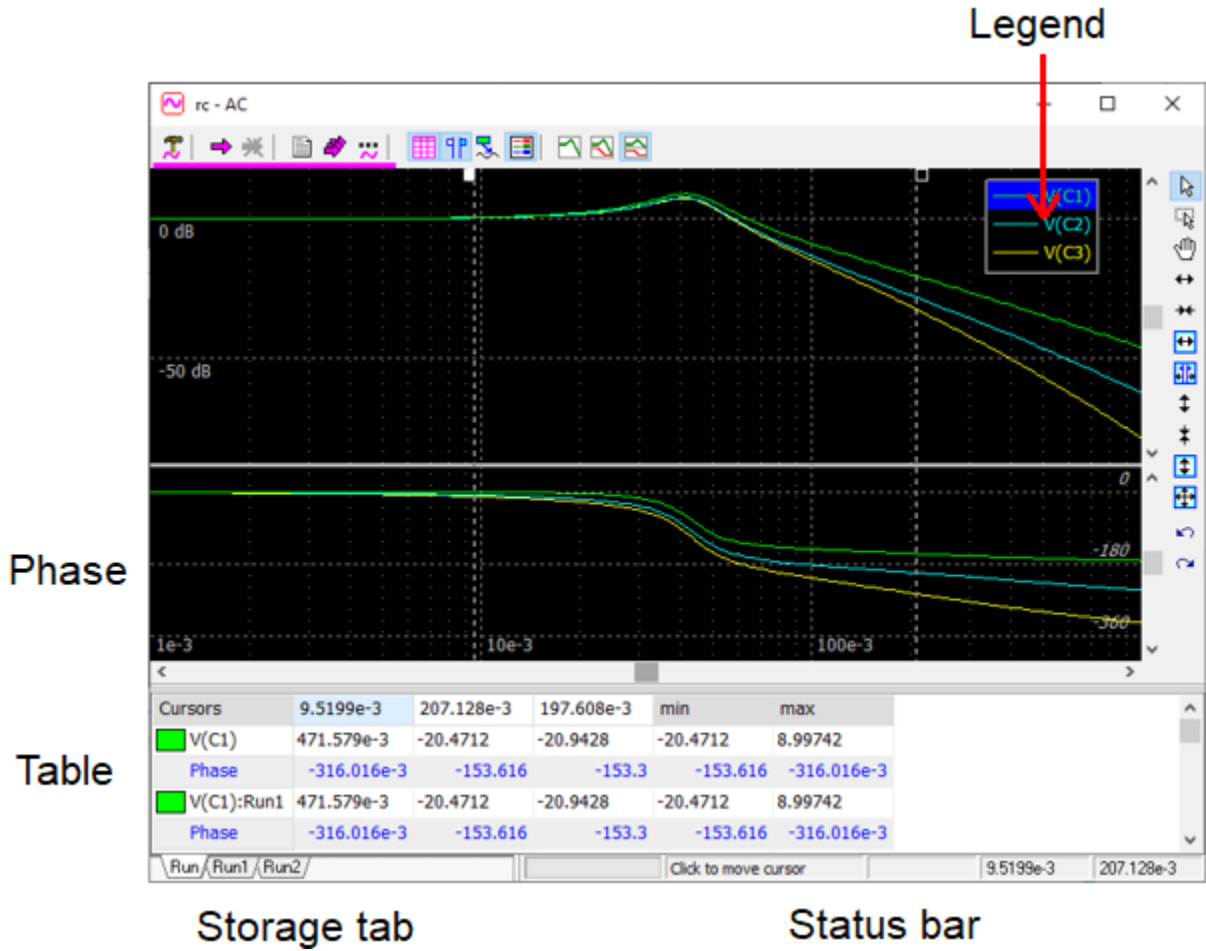 Legend
rc - AC
V(C1)
V(C2)
V(C3)
0 dB
-50 dB
0
-180
-360
1e-3 10e-3 100e-3
Phase
Cursors 9.5199e-3 207.128e-3 197.608e-3 min max
V(C1) 471.579e-3 -20.4712 -20.9428 -20.4712 8.99742
Phase -316.016e-3 -153.616 -153.3 -153.616 -316.016e-3
V(C1):Run1 471.579e-3 -20.4712 -20.9428 -20.4712 8.99742
Phase -316.016e-3 -153.616 -153.3 -153.616 -316.016e-3
Table
Run Run1 Run2 Click to move cursor 9.5199e-3 207.128e-3
Storage tab Status bar